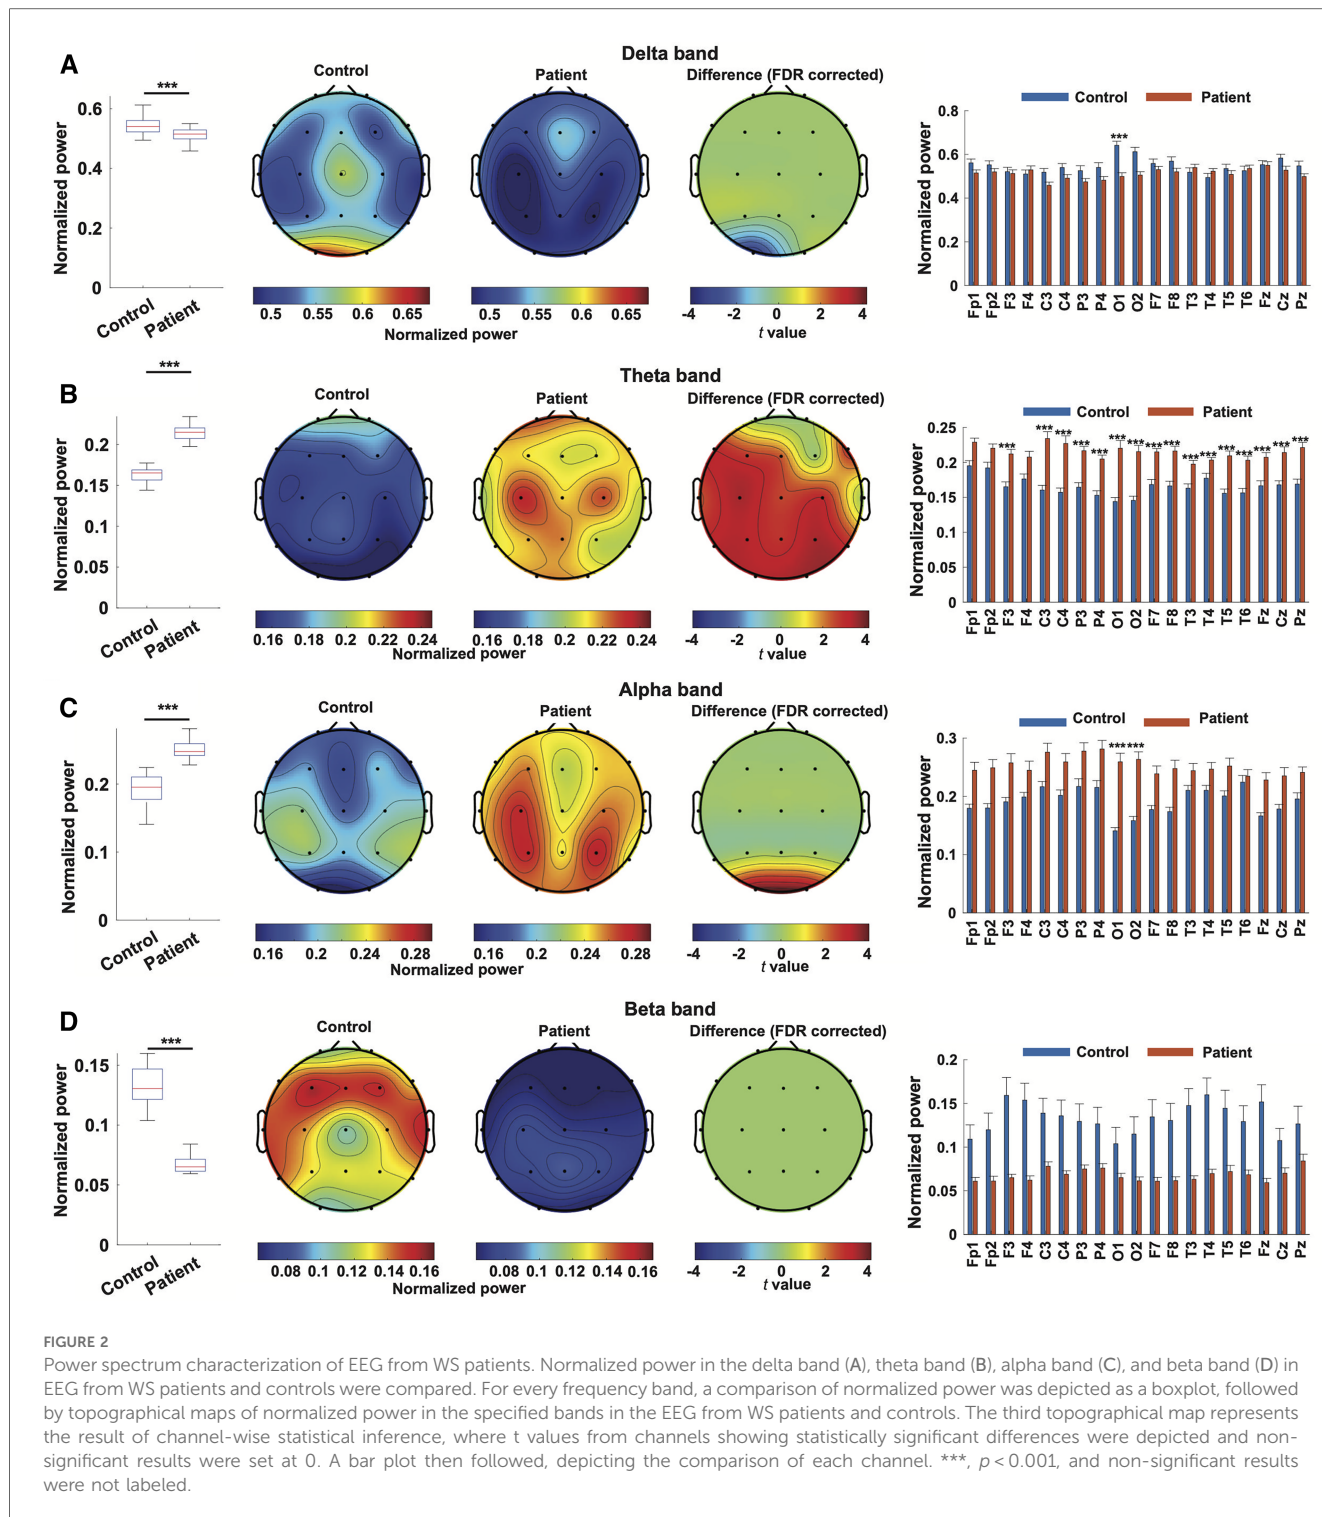 Delta band
A
Control
Patient
Difference (FDR corrected)
***
Normalized power
0.6
0.4
0.2
0
Control
Patient
0.5 0.55 0.6 0.65
Normalized power
0.5 0.55 0.6 0.65
-4 -2 0 2 4
t value
Control Patient
Normalized power
0.8
0.6
0.4
0.2
0
***
Fp1 Fp2 F3 F4 C3 C4 P3 P4 O1 O2 F7 F8 T3 T4 T5 T6 Fz Cz Pz
Theta band
B
Control
Patient
Difference (FDR corrected)
***
Normalized power
0.2
0.15
0.1
0.05
0
Control
Patient
0.16 0.18 0.2 0.22 0.24
Normalized power
0.16 0.18 0.2 0.22 0.24
-4 -2 0 2 4
t value
Control Patient
Normalized power
0.25
0.2
0.15
0.1
0.05
0
*** *** *** *** *** *** *** *** *** *** *** *** *** *** *** ***
Fp1 Fp2 F3 F4 C3 C4 P3 P4 O1 O2 F7 F8 T3 T4 T5 T6 Fz Cz Pz
Alpha band
C
Control
Patient
Difference (FDR corrected)
***
Normalized power
0.2
0.1
0
Control
Patient
0.16 0.2 0.24 0.28
Normalized power
0.16 0.2 0.24 0.28
-4 -2 0 2 4
t value
Control Patient
Normalized power
0.3
0.2
0.1
0
*** ***
Fp1 Fp2 F3 F4 C3 C4 P3 P4 O1 O2 F7 F8 T3 T4 T5 T6 Fz Cz Pz
Beta band
D
Control
Patient
Difference (FDR corrected)
***
Normalized power
0.15
0.1
0.05
0
Control
Patient
0.08 0.1 0.12 0.14 0.16
Normalized power
0.08 0.1 0.12 0.14 0.16
-4 -2 0 2 4
t value
Control Patient
Normalized power
0.2
0.15
0.1
0.05
0
Fp1 Fp2 F3 F4 C3 C4 P3 P4 O1 O2 F7 F8 T3 T4 T5 T6 Fz Cz Pz
FIGURE 2
Power spectrum characterization of EEG from WS patients. Normalized power in the delta band (A), theta band (B), alpha band (C), and beta band (D) in
EEG from WS patients and controls were compared. For every frequency band, a comparison of normalized power was depicted as a boxplot, followed
by topographical maps of normalized power in the specified bands in the EEG from WS patients and controls. The third topographical map represents
the result of channel-wise statistical inference, where t values from channels showing statistically significant differences were depicted and non-
significant results were set at 0. A bar plot then followed, depicting the comparison of each channel. ***, p < 0.001, and non-significant results
were not labeled.